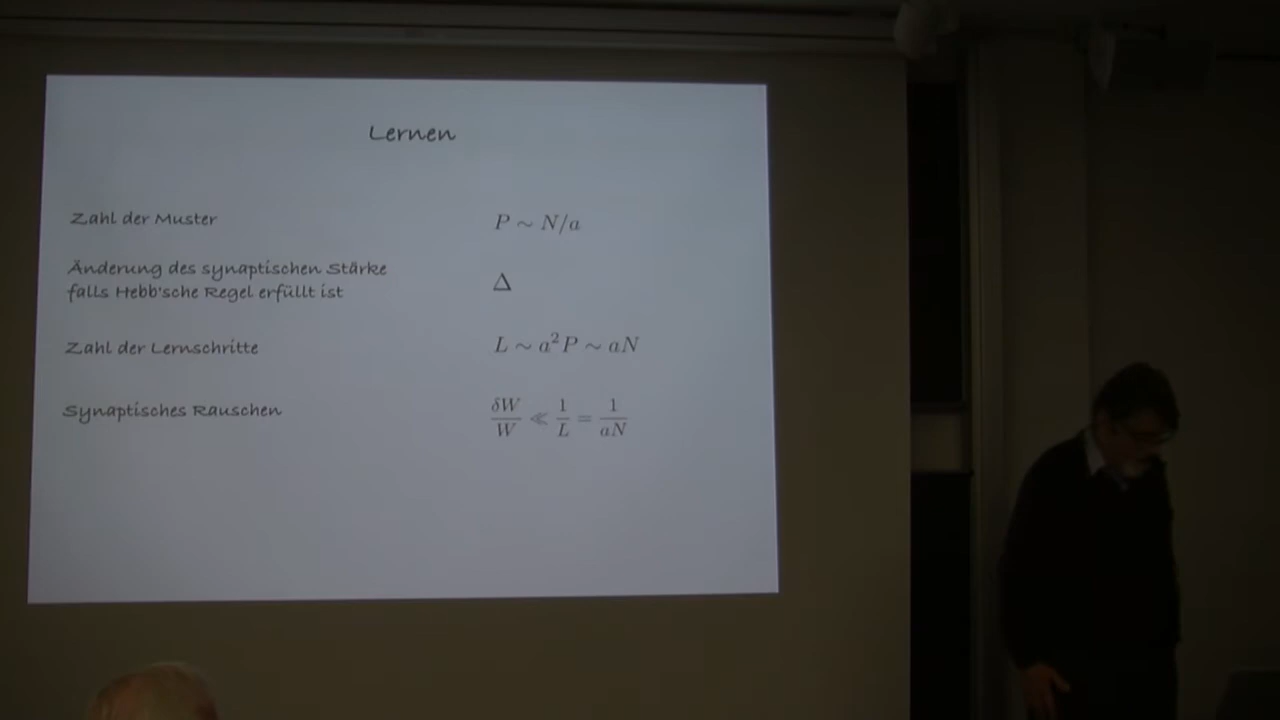 Lernen
Zahl der Muster P ∼ N/a
Änderung des synaptischen Stärke
falls Hebb'sche Regel erfüllt ist Δ
Zahl der Lernschritte L ∼ a²P ∼ aN
Synaptisches Rauschen δW/W ≪ 1/L = 1/aN